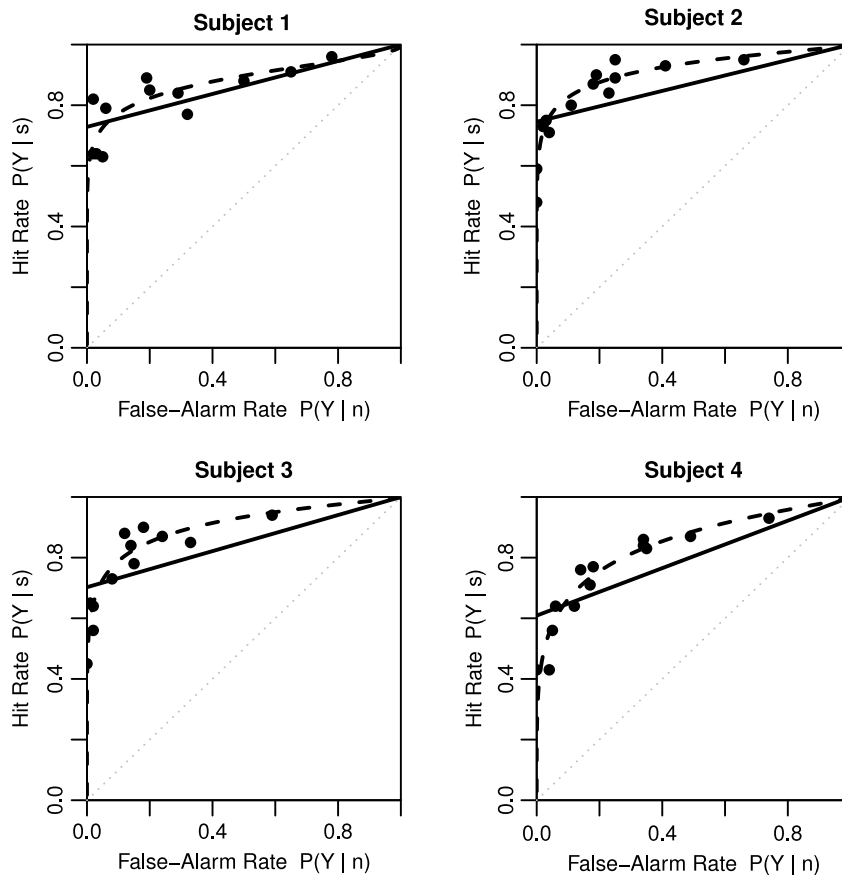 Subject 1
0.0 0.4 0.8
Hit Rate P(Y | s)
0.0 0.4 0.8
False−Alarm Rate P(Y | n)
Subject 2
0.0 0.4 0.8
Hit Rate P(Y | s)
0.0 0.4 0.8
False−Alarm Rate P(Y | n)
Subject 3
0.0 0.4 0.8
Hit Rate P(Y | s)
0.0 0.4 0.8
False−Alarm Rate P(Y | n)
Subject 4
0.0 0.4 0.8
Hit Rate P(Y | s)
0.0 0.4 0.8
False−Alarm Rate P(Y | n)